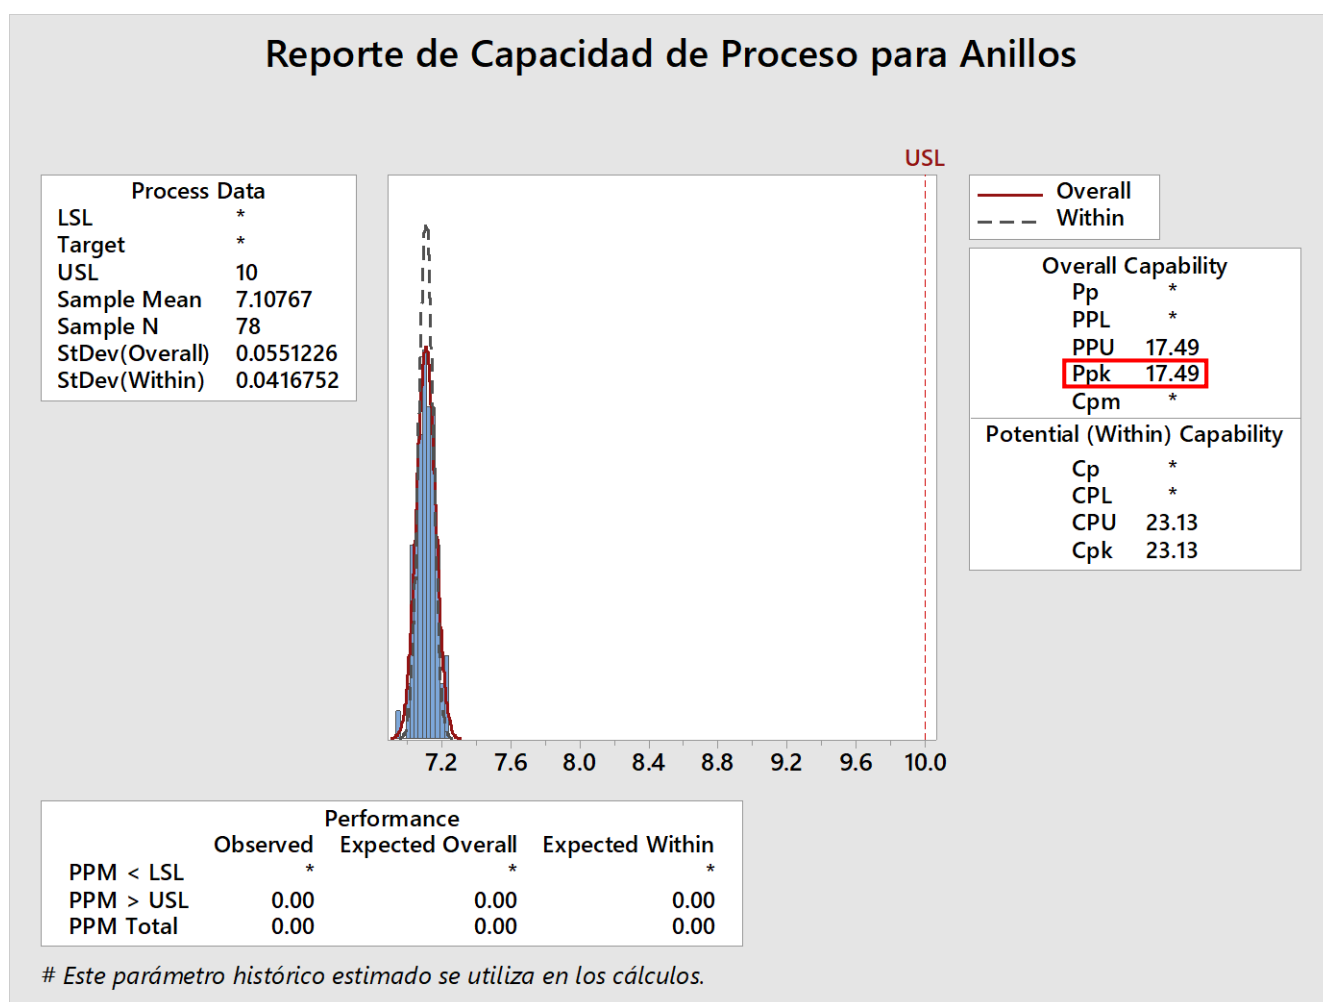 Reporte de Capacidad de Proceso para Anillos
USL
Process Data
LSL *
Target *
USL 10
Sample Mean 7.10767
Sample N 78
StDev(Overall) 0.0551226
StDev(Within) 0.0416752
Overall
Within
Overall Capability
Pp *
PPL *
PPU 17.49
Ppk 17.49
Cpm *
Potential (Within) Capability
Cp *
CPL *
CPU 23.13
Cpk 23.13
7.2 7.6 8.0 8.4 8.8 9.2 9.6 10.0
Performance
Observed Expected Overall Expected Within
PPM < LSL * * *
PPM > USL 0.00 0.00 0.00
PPM Total 0.00 0.00 0.00
# Este parámetro histórico estimado se utiliza en los cálculos.